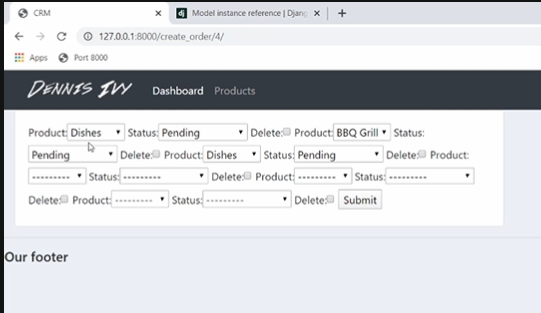 CRM
Model instance reference | Djang
127.0.0.1:8000/create_order/4/
Apps Port 8000
DENNIS IVY Dashboard Products
Product: Dishes Status: Pending Delete: Product: BBQ Grill Status:
Pending Delete: Product: Dishes Status: Pending Delete: Product:
--------- Status: --------- Delete: Product: --------- Status: ---------
Delete: Product: --------- Status: --------- Delete: Submit
Our footer